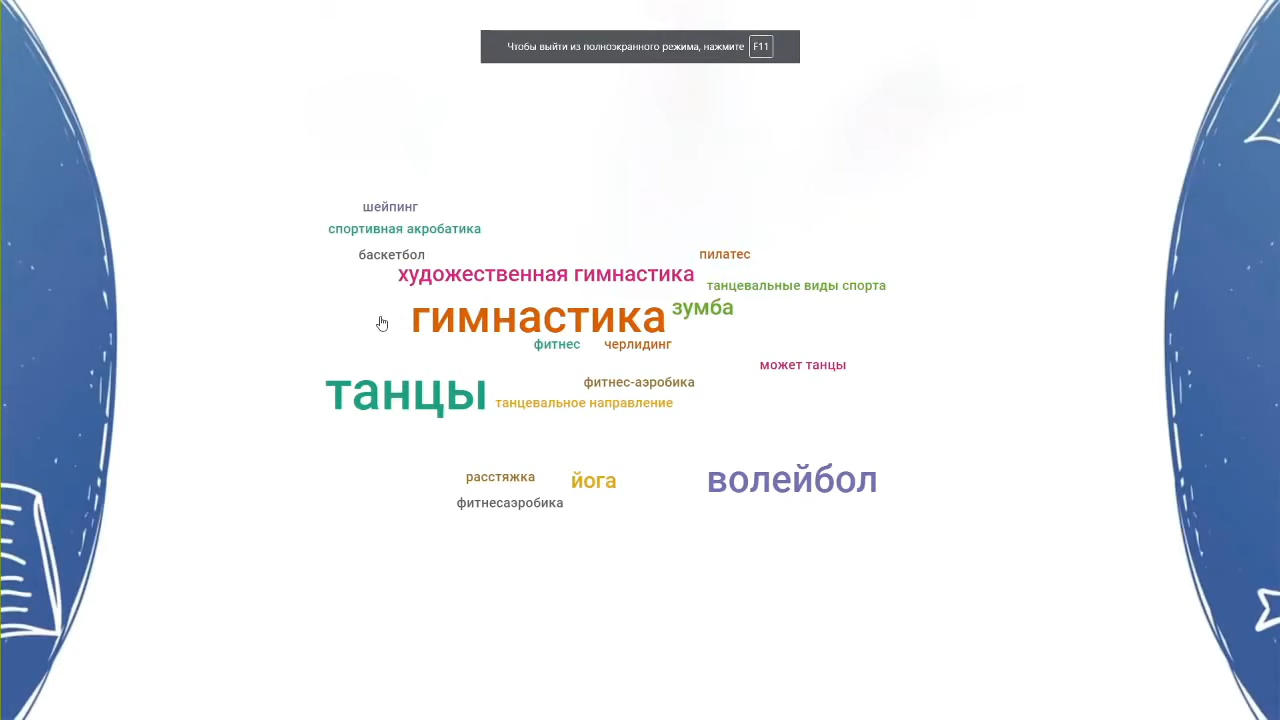 Чтобы выйти из полноэкранного режима, нажмите F11
шейпинг
спортивная акробатика
баскетбол
пилатес
художественная гимнастика
танцевальные виды спорта
гимнастика
зумба
фитнес
черлидинг
может танцы
фитнес-аэробика
танцы
танцевальное направление
расстяжка
йога
волейбол
фитнесаэробика